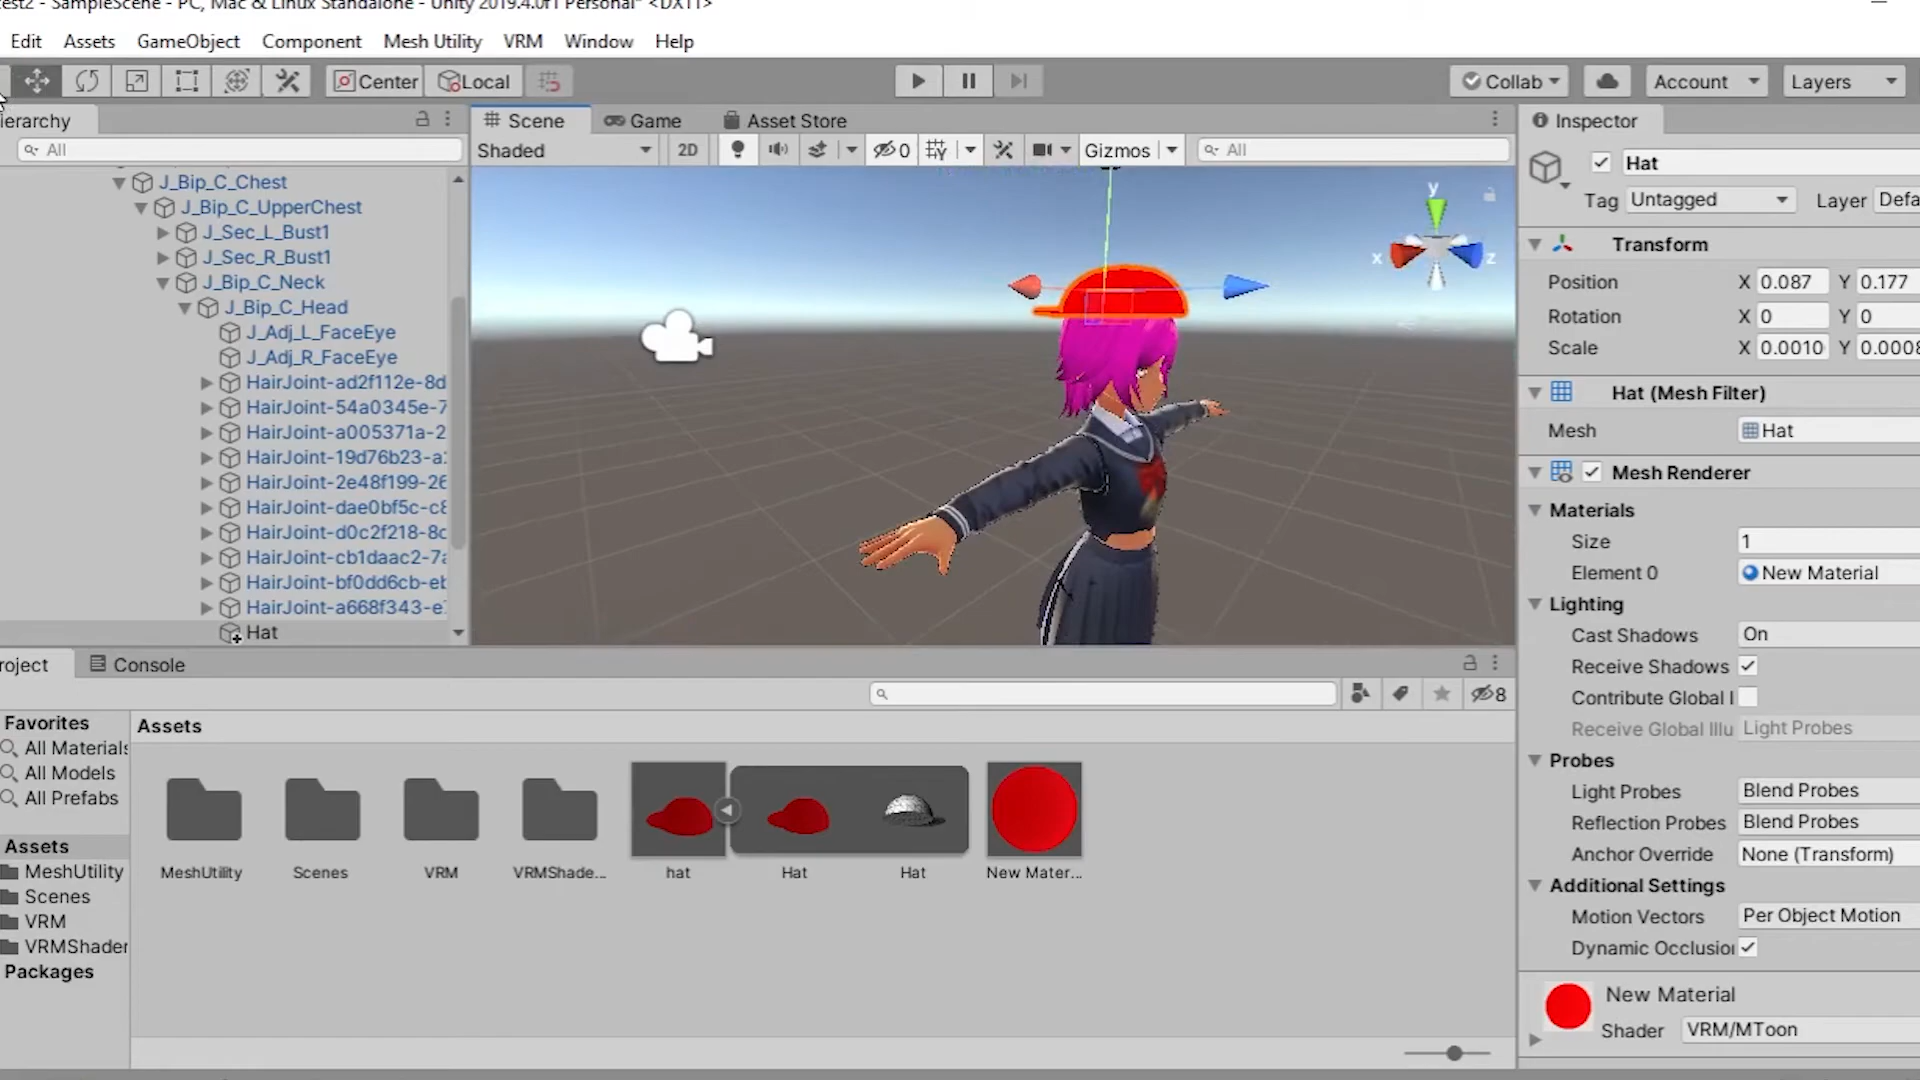 test2 - SampleScene - PC, Mac & Linux Standalone - Unity 2019.4.0f1 Personal* <DX11>
Edit Assets GameObject Component Mesh Utility VRM Window Help
Center Local Collab Account Layers
ierarchy
All
J_Bip_C_Chest
J_Bip_C_UpperChest
J_Sec_L_Bust1
J_Sec_R_Bust1
J_Bip_C_Neck
J_Bip_C_Head
J_Adj_L_FaceEye
J_Adj_R_FaceEye
HairJoint-ad2f112e-8d
HairJoint-54a0345e-7
HairJoint-a005371a-2
HairJoint-19d76b23-a
HairJoint-2e48f199-26
HairJoint-dae0bf5c-c8
HairJoint-d0c2f218-8c
HairJoint-cb1daac2-7a
HairJoint-bf0dd6cb-eb
HairJoint-a668f343-e
Hat
Scene Game Asset Store
Shaded 2D 0 Gizmos All
y
x z
Inspector
Hat
Tag Untagged Layer Defa
Transform
Position X 0.087 Y 0.177
Rotation X 0 Y 0
Scale X 0.0010 Y 0.0008
Hat (Mesh Filter)
Mesh Hat
Mesh Renderer
Materials
Size 1
Element 0 New Material
Lighting
Cast Shadows On
Receive Shadows
Contribute Global I
Receive Global Illu Light Probes
Probes
Light Probes Blend Probes
Reflection Probes Blend Probes
Anchor Override None (Transform)
Additional Settings
Motion Vectors Per Object Motion
Dynamic Occlusion
New Material
Shader VRM/MToon
roject Console
8
Favorites
All Materials
All Models
All Prefabs
Assets
MeshUtility
Scenes
VRM
VRMShader
Packages
Assets
MeshUtility Scenes VRM VRMShade... hat Hat Hat New Mater...